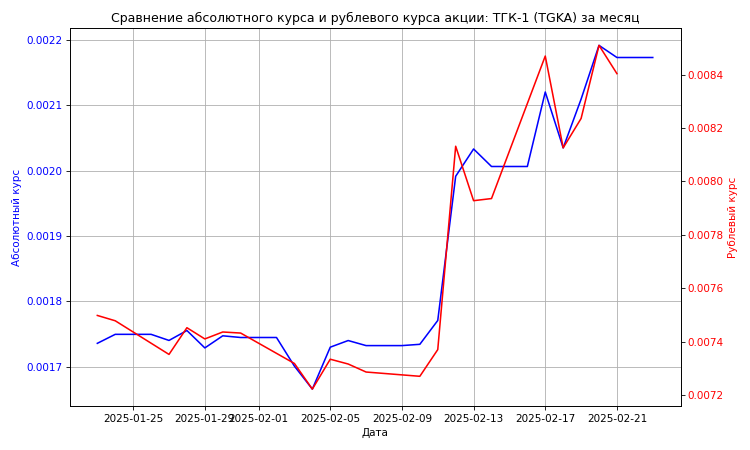 Сравнение абсолютного курса и рублевого курса акции: ТГК-1 (TGKA) за месяц
0.0022
0.0021
0.0020
0.0019
0.0018
0.0017
Абсолютный курс
0.0084
0.0082
0.0080
0.0078
0.0076
0.0074
0.0072
Рублевый курс
2025-01-25 2025-01-29 2025-02-01 2025-02-05 2025-02-09 2025-02-13 2025-02-17 2025-02-21
Дата